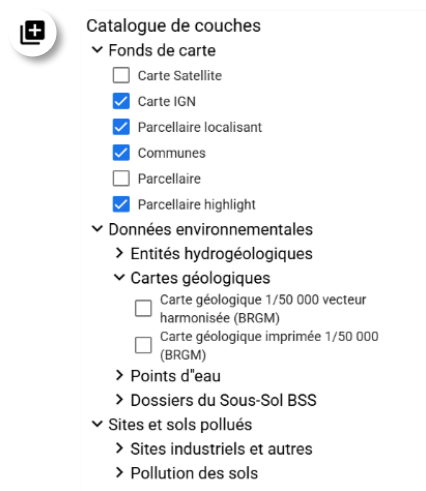 Catalogue de couches
Fonds de carte
Carte Satellite
Carte IGN
Parcellaire localisant
Communes
Parcellaire
Parcellaire highlight
Données environnementales
Entités hydrogéologiques
Cartes géologiques
Carte géologique 1/50 000 vecteur
harmonisée (BRGM)
Carte géologique imprimée 1/50 000
(BRGM)
Points d"eau
Dossiers du Sous-Sol BSS
Sites et sols pollués
Sites industriels et autres
Pollution des sols